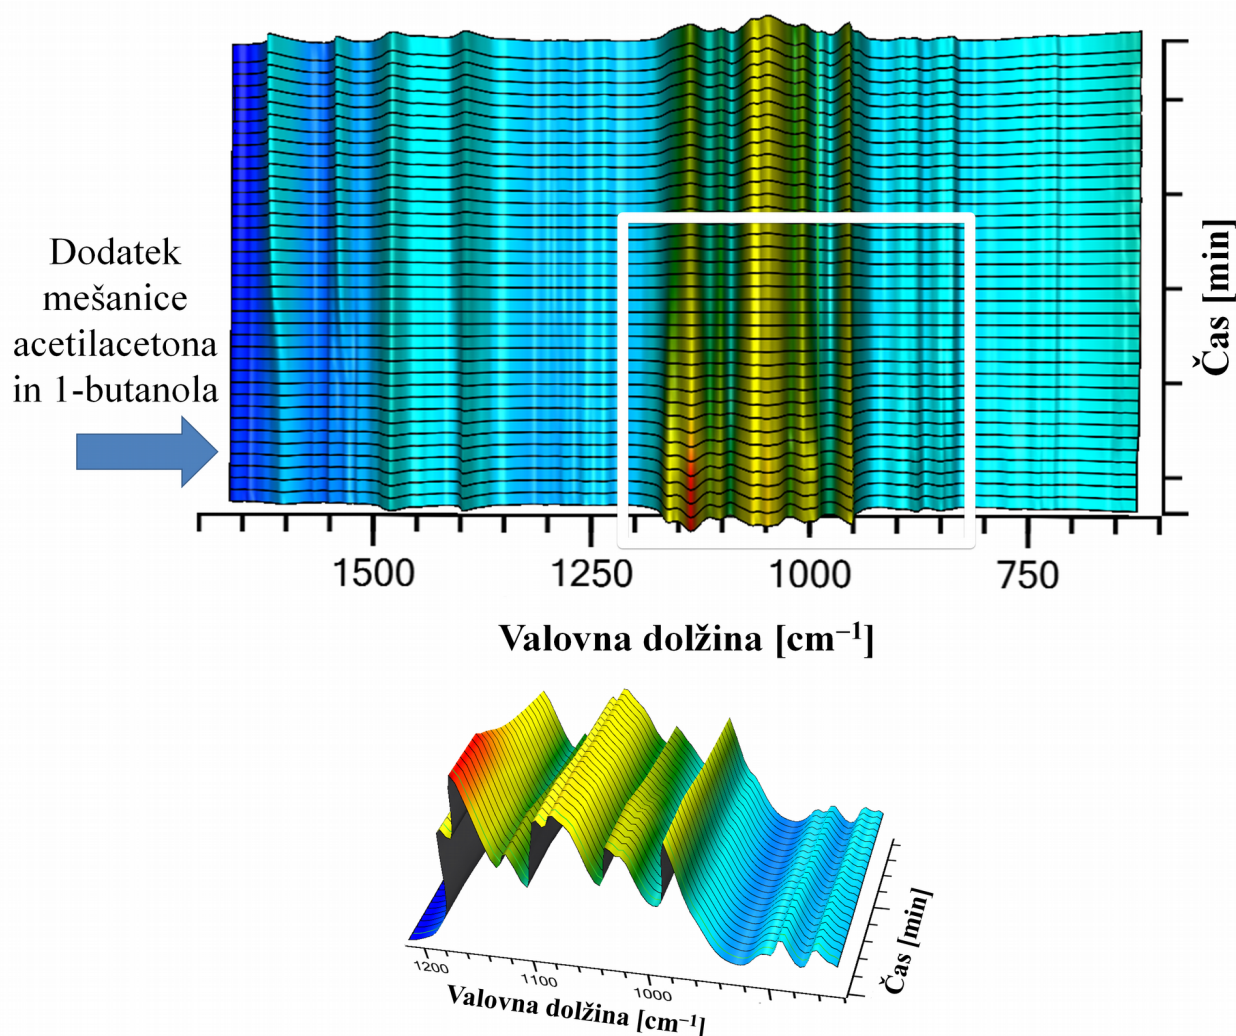 Dodatek
mešanice
acetilacetona
in 1-butanola
Čas [min]
1500 1250 1000 750
Valovna dolžina [cm⁻¹]
1200 1100 1000
Valovna dolžina [cm⁻¹]
Čas [min]